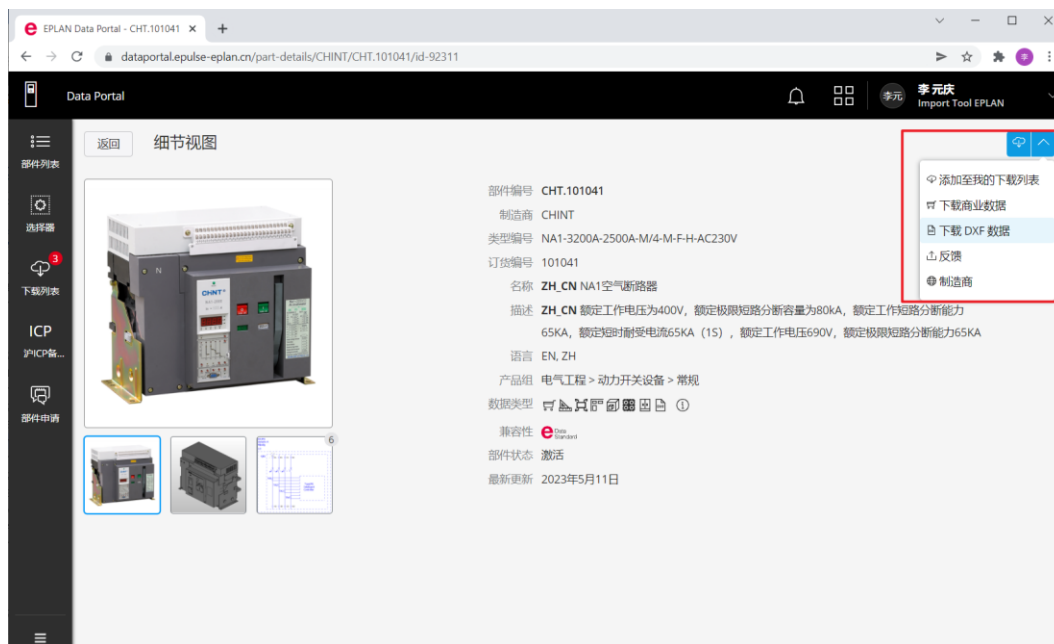 EPLAN Data Portal - CHT.101041
dataportal.epulse-eplan.cn/part-details/CHINT/CHT.101041/id-92311
李
Data Portal
李元
李 元庆
Import Tool EPLAN
部件列表
选择器
3
下载列表
ICP
沪ICP备...
部件申请
返回
细节视图
添加至我的下载列表
下载商业数据
下载 DXF 数据
反馈
制造商
CHNT
N
6
部件编号 CHT.101041
制造商 CHINT
类型编号 NA1-3200A-2500A-M/4-M-F-H-AC230V
订货编号 101041
名称 ZH_CN NA1空气断路器
描述 ZH_CN 额定工作电压为400V，额定极限短路分断容量为80kA，额定工作短路分断能力
65KA，额定短时耐受电流65KA（1S），额定工作电压690V，额定极限短路分断能力65KA
语言 EN, ZH
产品组 电气工程 > 动力开关设备 > 常规
数据类型
兼容性 Data
Standard
部件状态 激活
最新更新 2023年5月11日